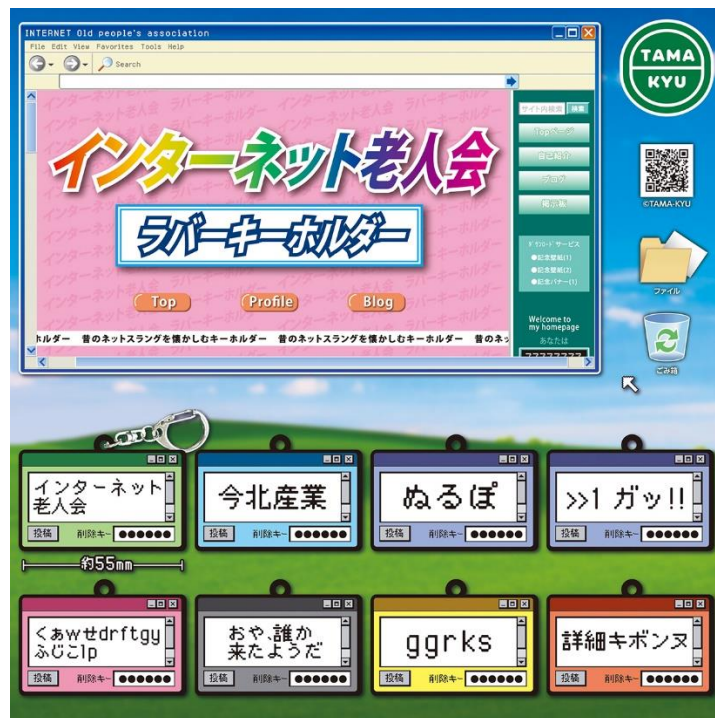 INTERNET Old people's association
File Edit View Favorites Tools Help
Search
インターネット老人会
ラバーキーホルダー
Top
Profile
Blog
ホルダー 昔のネットスラングを懐かしむキーホルダー 昔のネットスラングを懐かしむキーホルダー 昔のネッ
サイト内検索 検索
Topページ
自己紹介
ブログ
掲示板
ダウンロードサービス
●記念壁紙(1)
●記念壁紙(2)
●記念バナー(1)
Welcome to
my homepage
あなたは
77777777
TAMA
KYU
©TAMA-KYU
ファイル
ごみ箱
インターネット
老人会
投稿 削除キー ●●●●●●
今北産業
投稿 削除キー ●●●●●●
ぬるぽ
投稿 削除キー ●●●●●●
>>1 ガッ!!
投稿 削除キー ●●●●●●
約55mm
くぁwせdrftgy
ふじこlp
投稿 削除キー ●●●●●●
おや、誰か
来たようだ
投稿 削除キー ●●●●●●
ggrks
投稿 削除キー ●●●●●●
詳細キボンヌ
投稿 削除キー ●●●●●●